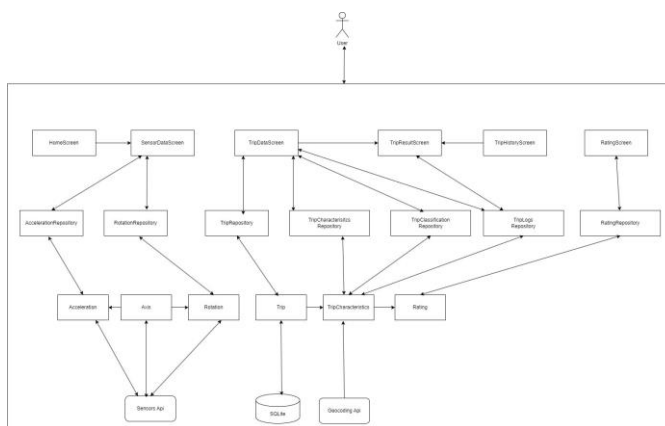 User
HomeScreen
SensorDataScreen
TripDataScreen
TripResultScreen
TripHistoryScreen
RatingScreen
AccelerationRepository
RotationRepository
TripRepository
TripCharacteristics
Repository
TripClassification
Repository
TripLogs
Repository
RatingRepository
Acceleration
Axis
Rotation
Trip
TripCharacteristics
Rating
Sensors Api
SQLite
Geocoding Api